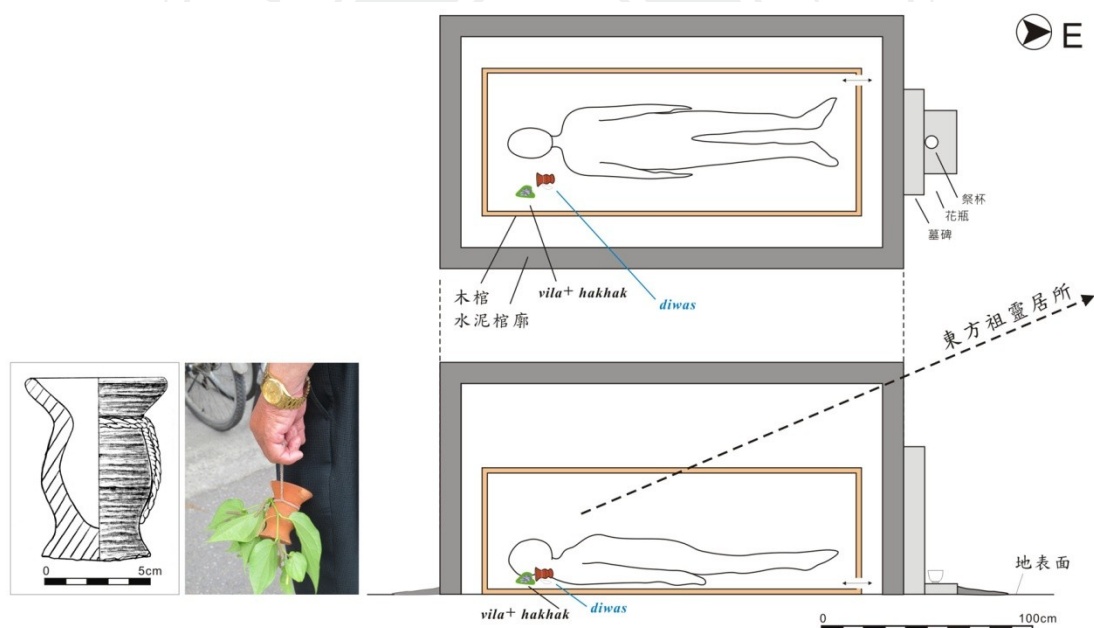 E
祭杯
花瓶
墓碑
木棺
水泥棺廓
vila+ hakhak
diwas
東方祖靈居所
地表面
vila+ hakhak
diwas
0 5cm
0 100cm